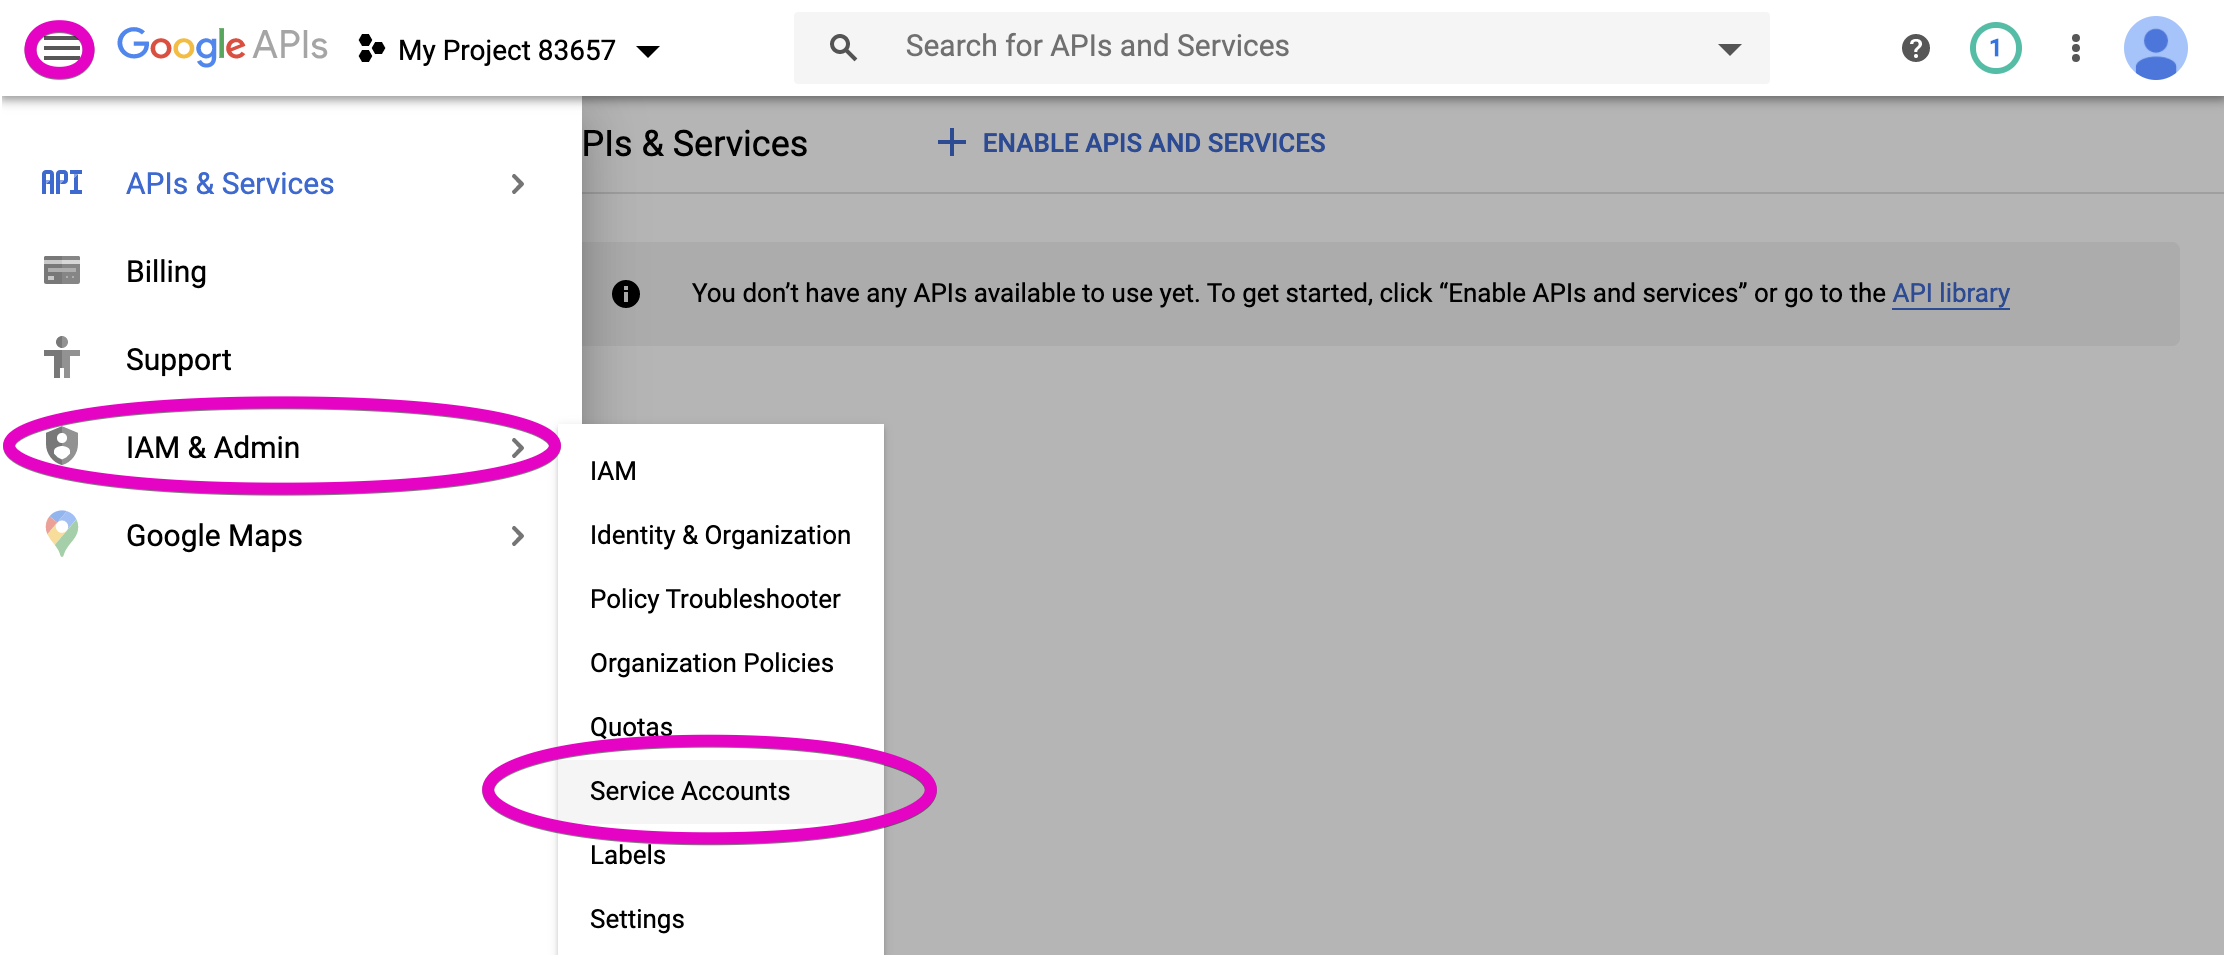 Google APIs My Project 83657 Search for APIs and Services ? 1
PIs & Services ENABLE APIS AND SERVICES
API APIs & Services
Billing
You don’t have any APIs available to use yet. To get started, click “Enable APIs and services” or go to the API library
Support
IAM & Admin
Google Maps
IAM
Identity & Organization
Policy Troubleshooter
Organization Policies
Quotas
Service Accounts
Labels
Settings